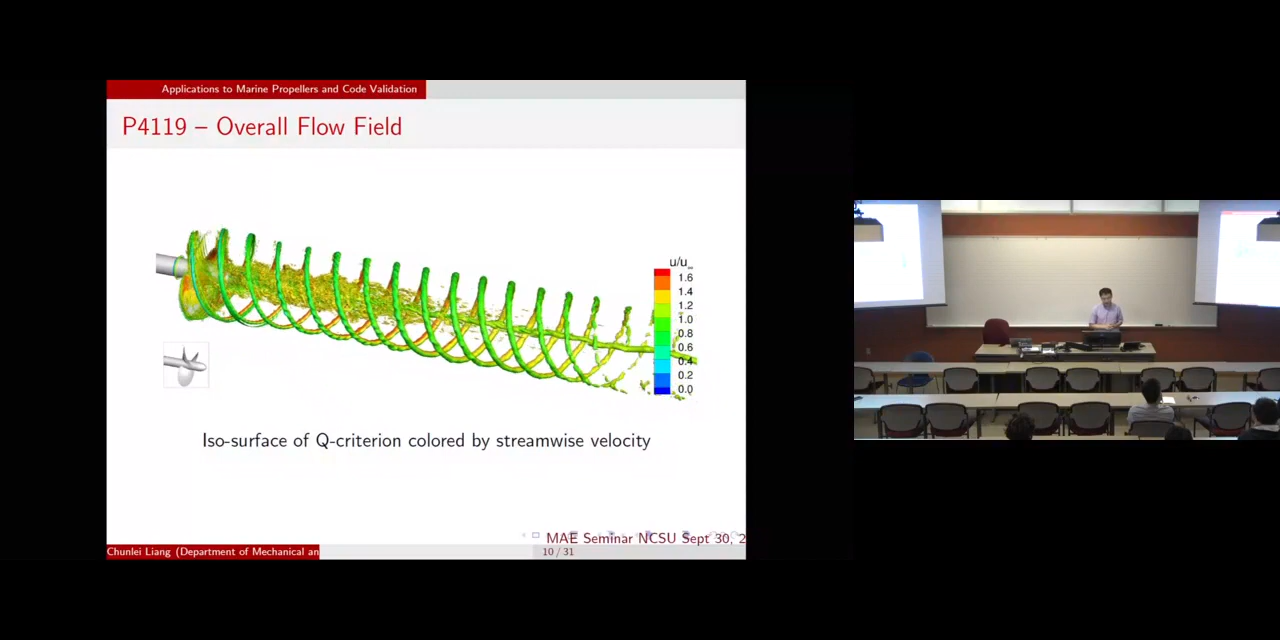 Applications to Marine Propellers and Code Validation
P4119 – Overall Flow Field
u/u∞
1.6
1.4
1.2
1.0
0.8
0.6
0.4
0.2
0.0
Iso-surface of Q-criterion colored by streamwise velocity
MAE Seminar NCSU Sept 30, 2
Chunlei Liang (Department of Mechanical an
10 / 31